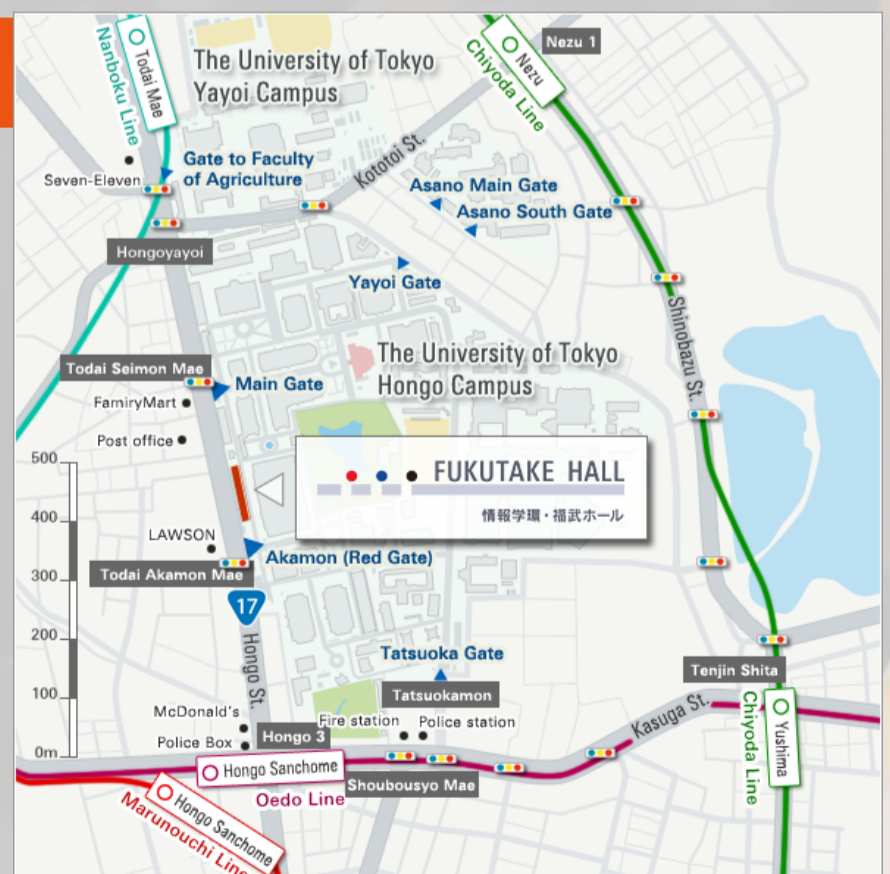 Nezu 1
Todai Mae
Nanboku Line
The University of Tokyo
Yayoi Campus
Nezu
Chiyoda Line
Kototoi St.
Gate to Faculty
of Agriculture
Seven-Eleven
Asano Main Gate
Asano South Gate
Hongoyayoi
Yayoi Gate
Shinobazu St.
The University of Tokyo
Hongo Campus
Todai Seimon Mae
Main Gate
FamiryMart
Post office
500
FUKUTAKE HALL
情報学環・福武ホール
400
LAWSON
Akamon (Red Gate)
Todai Akamon Mae
300
17
Hongo St.
200
Tatsuoka Gate
Tenjin Shita
Tatsuokamon
100
McDonald's
Fire station
Police station
Kasuga St.
Chiyoda Line
Yushima
Police Box
Hongo 3
0m
Hongo Sanchome
Shoubousyo Mae
Oedo Line
Hongo Sanchome
Marunouchi Line